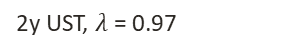 2y UST, λ = 0.97